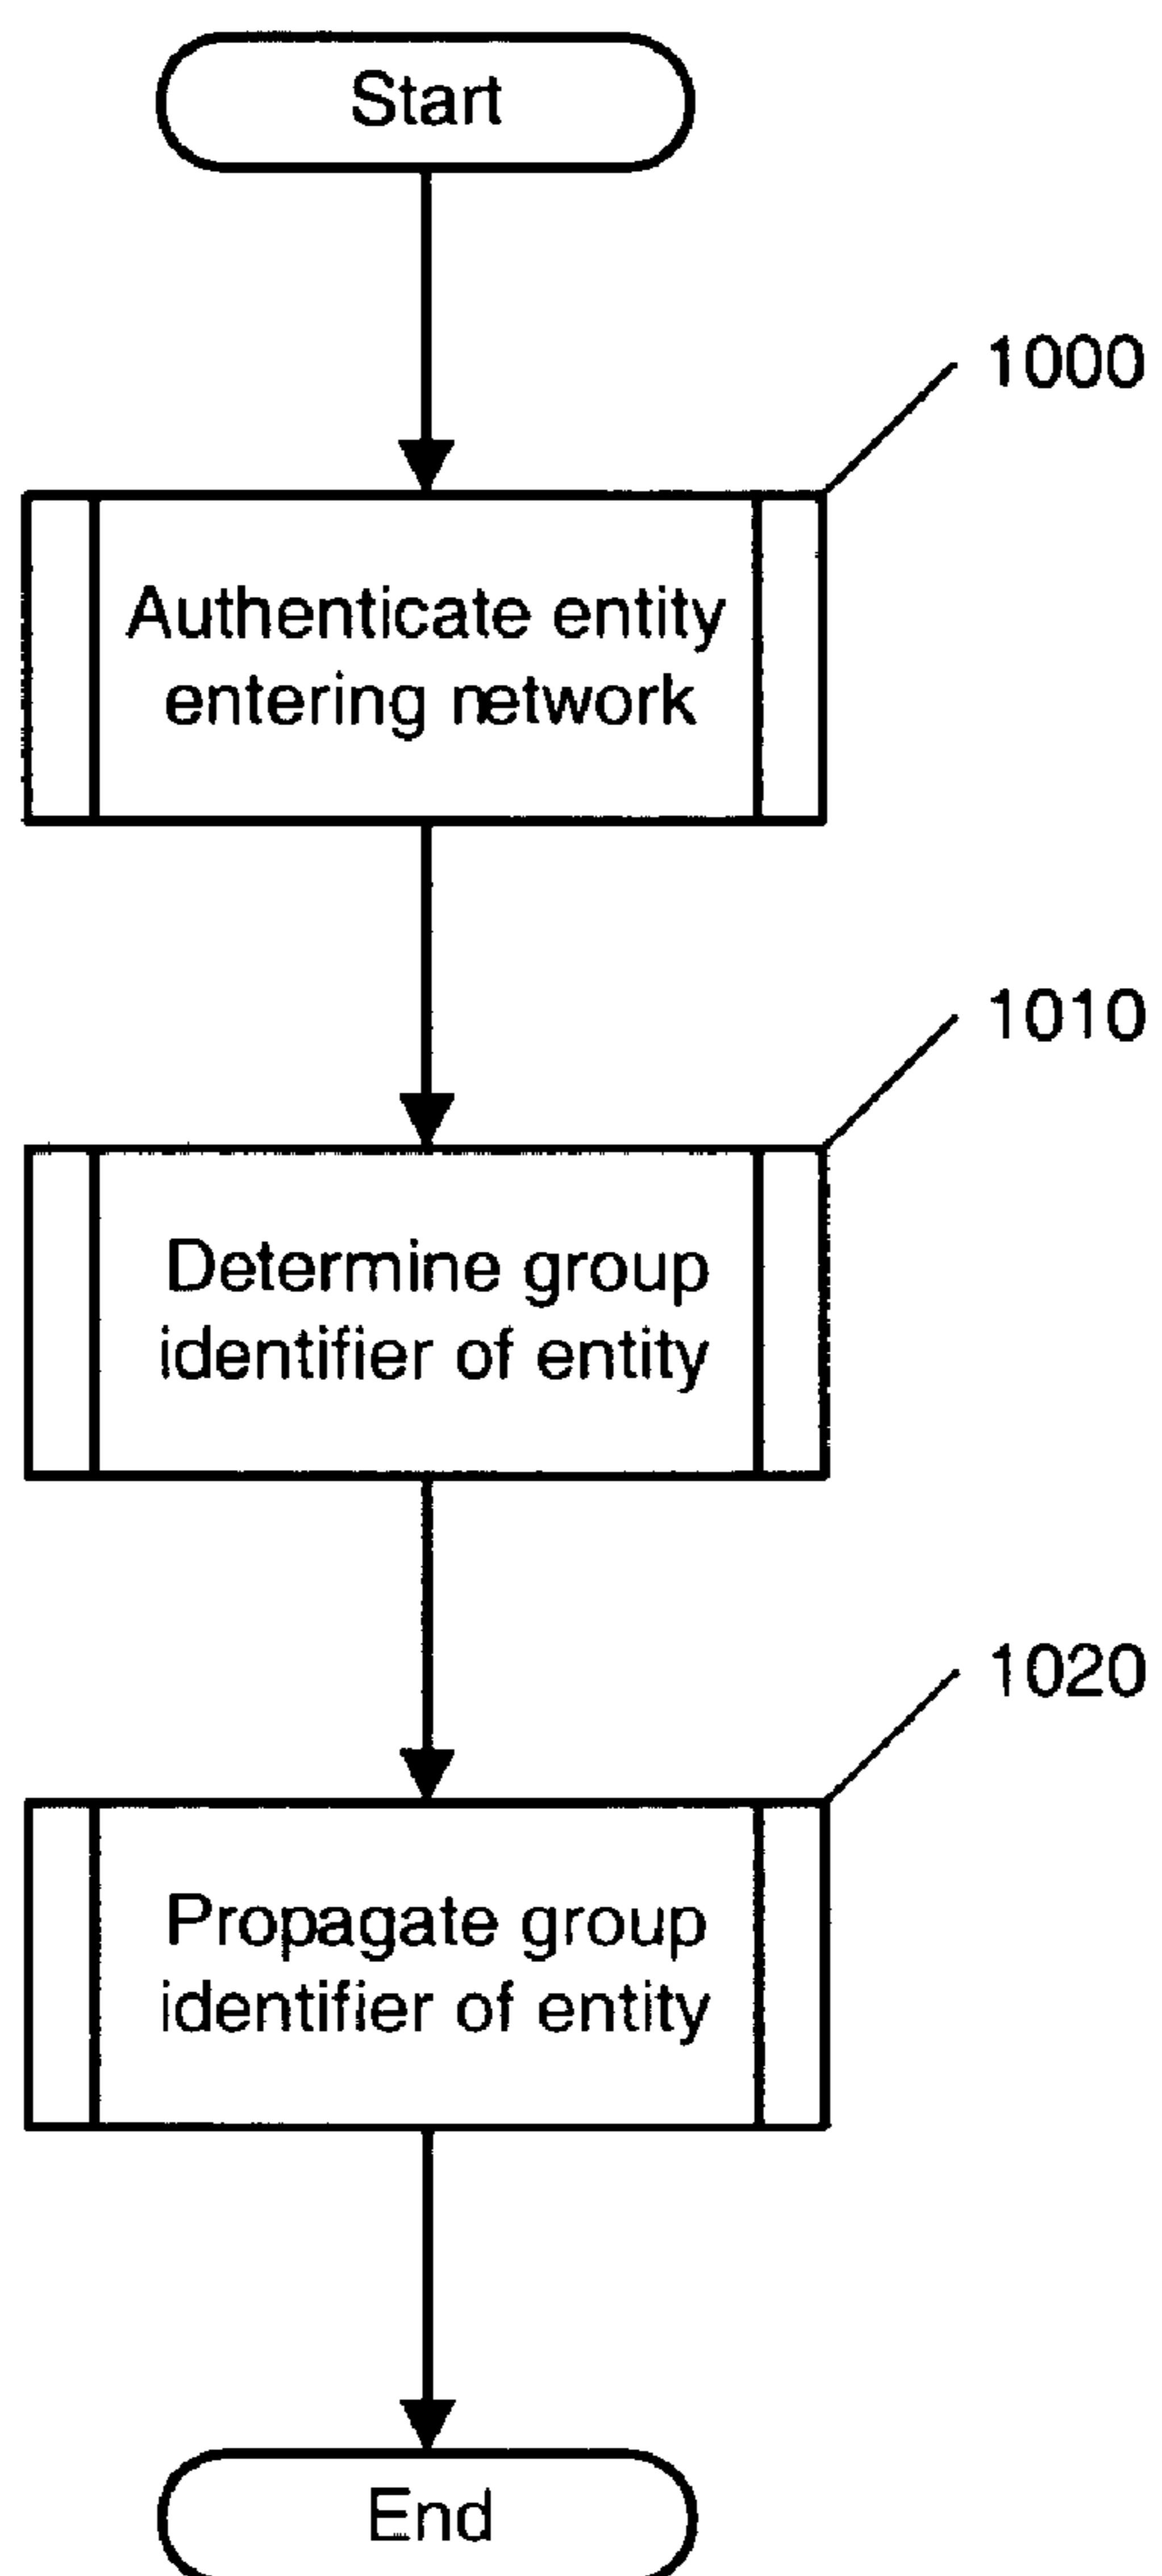 Start
1000
Authenticate entity
entering network
1010
Determine group
identifier of entity
1020
Propagate group
identifier of entity
End